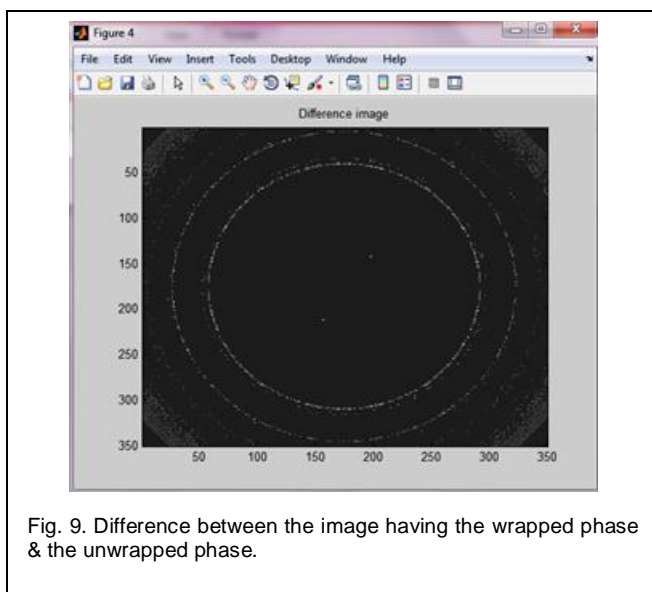 Figure 4
File Edit View Insert Tools Desktop Window Help
Difference image
50
100
150
200
250
300
350
50 100 150 200 250 300 350
Fig. 9. Difference between the image having the wrapped phase
& the unwrapped phase.